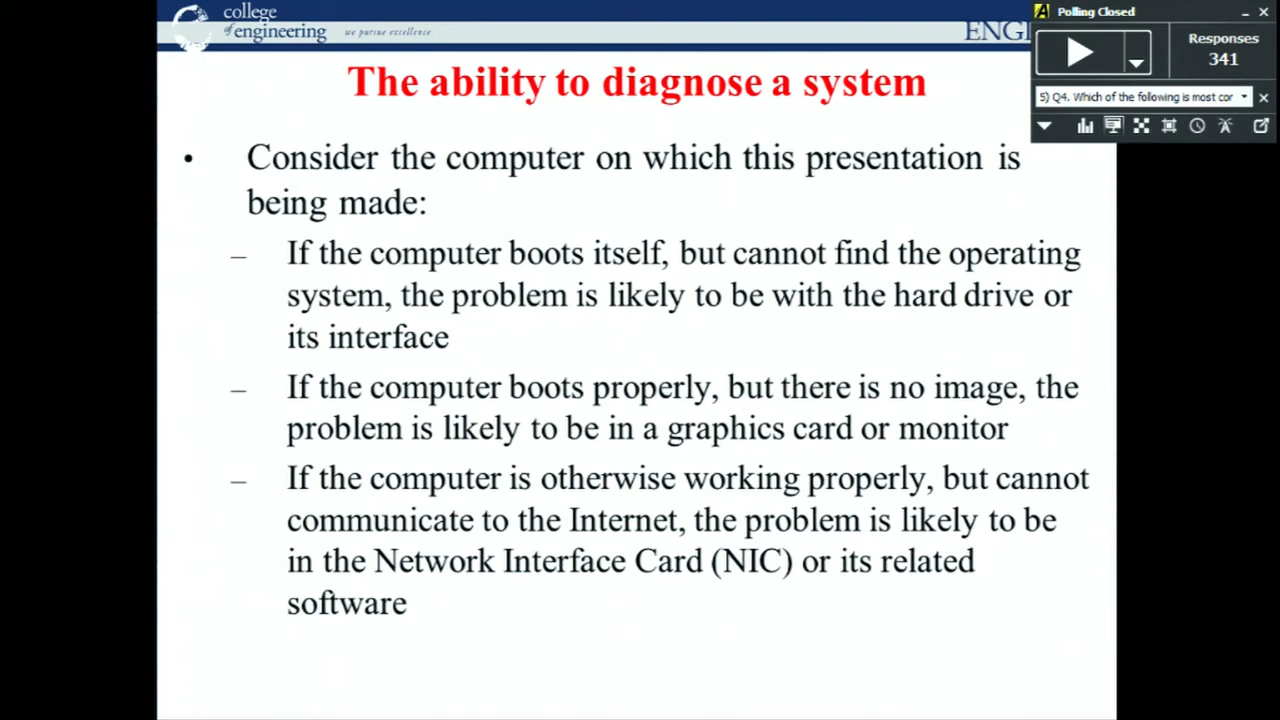 college
of engineering
we pursue excellence
ENGI
Polling Closed
Responses
341
5) Q4. Which of the following is most cor
The ability to diagnose a system
• Consider the computer on which this presentation is
being made:
– If the computer boots itself, but cannot find the operating
system, the problem is likely to be with the hard drive or
its interface
– If the computer boots properly, but there is no image, the
problem is likely to be in a graphics card or monitor
– If the computer is otherwise working properly, but cannot
communicate to the Internet, the problem is likely to be
in the Network Interface Card (NIC) or its related
software